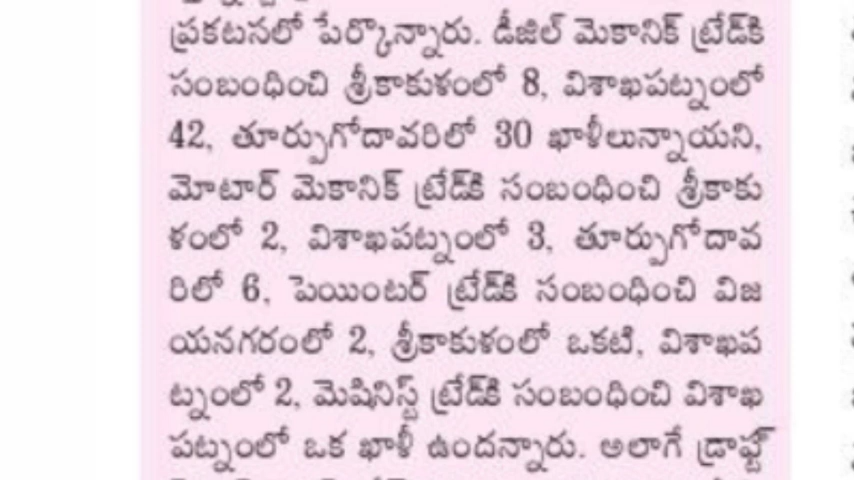 ప్రకటనలో పేర్కొన్నారు. డీజిల్ మెకానిక్ ట్రేడ్‌కి
సంబంధించి శ్రీకాకుళంలో 8, విశాఖపట్నంలో
42, తూర్పుగోదావరిలో 30 ఖాళీలున్నాయని,
మోటార్ మెకానిక్ ట్రేడ్‌కి సంబంధించి శ్రీకాకు
ళంలో 2, విశాఖపట్నంలో 3, తూర్పుగోదావ
రిలో 6, పెయింటర్ ట్రేడ్‌కి సంబంధించి విజ
యనగరంలో 2, శ్రీకాకుళంలో ఒకటి, విశాఖప
ట్నంలో 2, మెషినిస్ట్ ట్రేడ్‌కి సంబంధించి విశాఖ
పట్నంలో ఒక ఖాళీ ఉందన్నారు. అలాగే డ్రాఫ్ట్